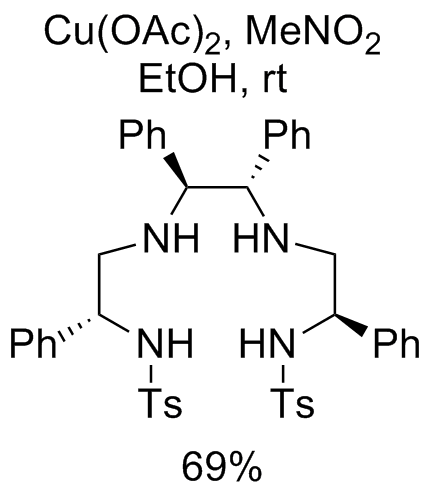 Cu(OAc)₂, MeNO₂
EtOH, rt
Ph Ph
NH HN
Ph NH HN Ph
Ts Ts
69%